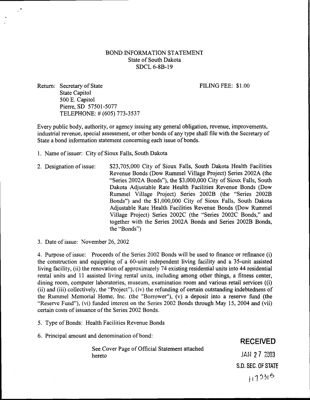 BOND INFORMATION STATEMENT
State of South Dakota
SDCL 6-8B-19
Return: Secretary of State FILING FEE: $1.00
State Capitol
500 E. Capitol
Pierre, SD 57501-5077
TELEPHONE: # (605) 773-3537
Every public body, authority, or agency issuing any general obligation, revenue, improvements,
industrial revenue, special assessment, or other bonds of any type shall file with the Secretary of
State a bond information statement concerning each issue of bonds.
1. Name of issuer: City of Sioux Falls, South Dakota
2. Designation of issue: $23,705,000 City of Sioux Falls, South Dakota Health Facilities
Revenue Bonds (Dow Rummel Village Project) Series 2002A (the
"Series 2002A Bonds"), the $3,000,000 City of Sioux Falls, South
Dakota Adjustable Rate Health Facilities Revenue Bonds (Dow
Rummel Village Project) Series 2002B (the "Series 2002B
Bonds") and the $1,000,000 City of Sioux Falls, South Dakota
Adjustable Rate Health Facilities Revenue Bonds (Dow Rummel
Village Project) Series 2002C (the "Series 2002C Bonds," and
together with the Series 2002A Bonds and Series 2002B Bonds,
the "Bonds")
3. Date of issue: November 26, 2002
4. Purpose of issue: Proceeds of the Series 2002 Bonds will be used to finance or refinance (i)
the construction and equipping of a 60-unit independent living facility and a 35-unit assisted
living facility, (ii) the renovation of approximately 74 existing residential units into 44 residential
rental units and 11 assisted living rental units, including among other things, a fitness center,
dining room, computer laboratories, museum, examination room and various retail services ((i)
(ii) and (iii) collectively, the "Project"), (iv) the refunding of certain outstanding indebtedness of
the Rummel Memorial Home, Inc. (the "Borrower"), (v) a deposit into a reserve fund (the
"Reserve Fund"), (vi) funded interest on the Series 2002 Bonds through May 15, 2004 and (vii)
certain costs of issuance of the Series 2002 Bonds.
5. Type of Bonds: Health Facilities Revenue Bonds
6. Principal amount and denomination of bond:
See Cover Page of Official Statement attached
hereto
RECEIVED
JAN 27 2003
S.D. SEC. OF STATE